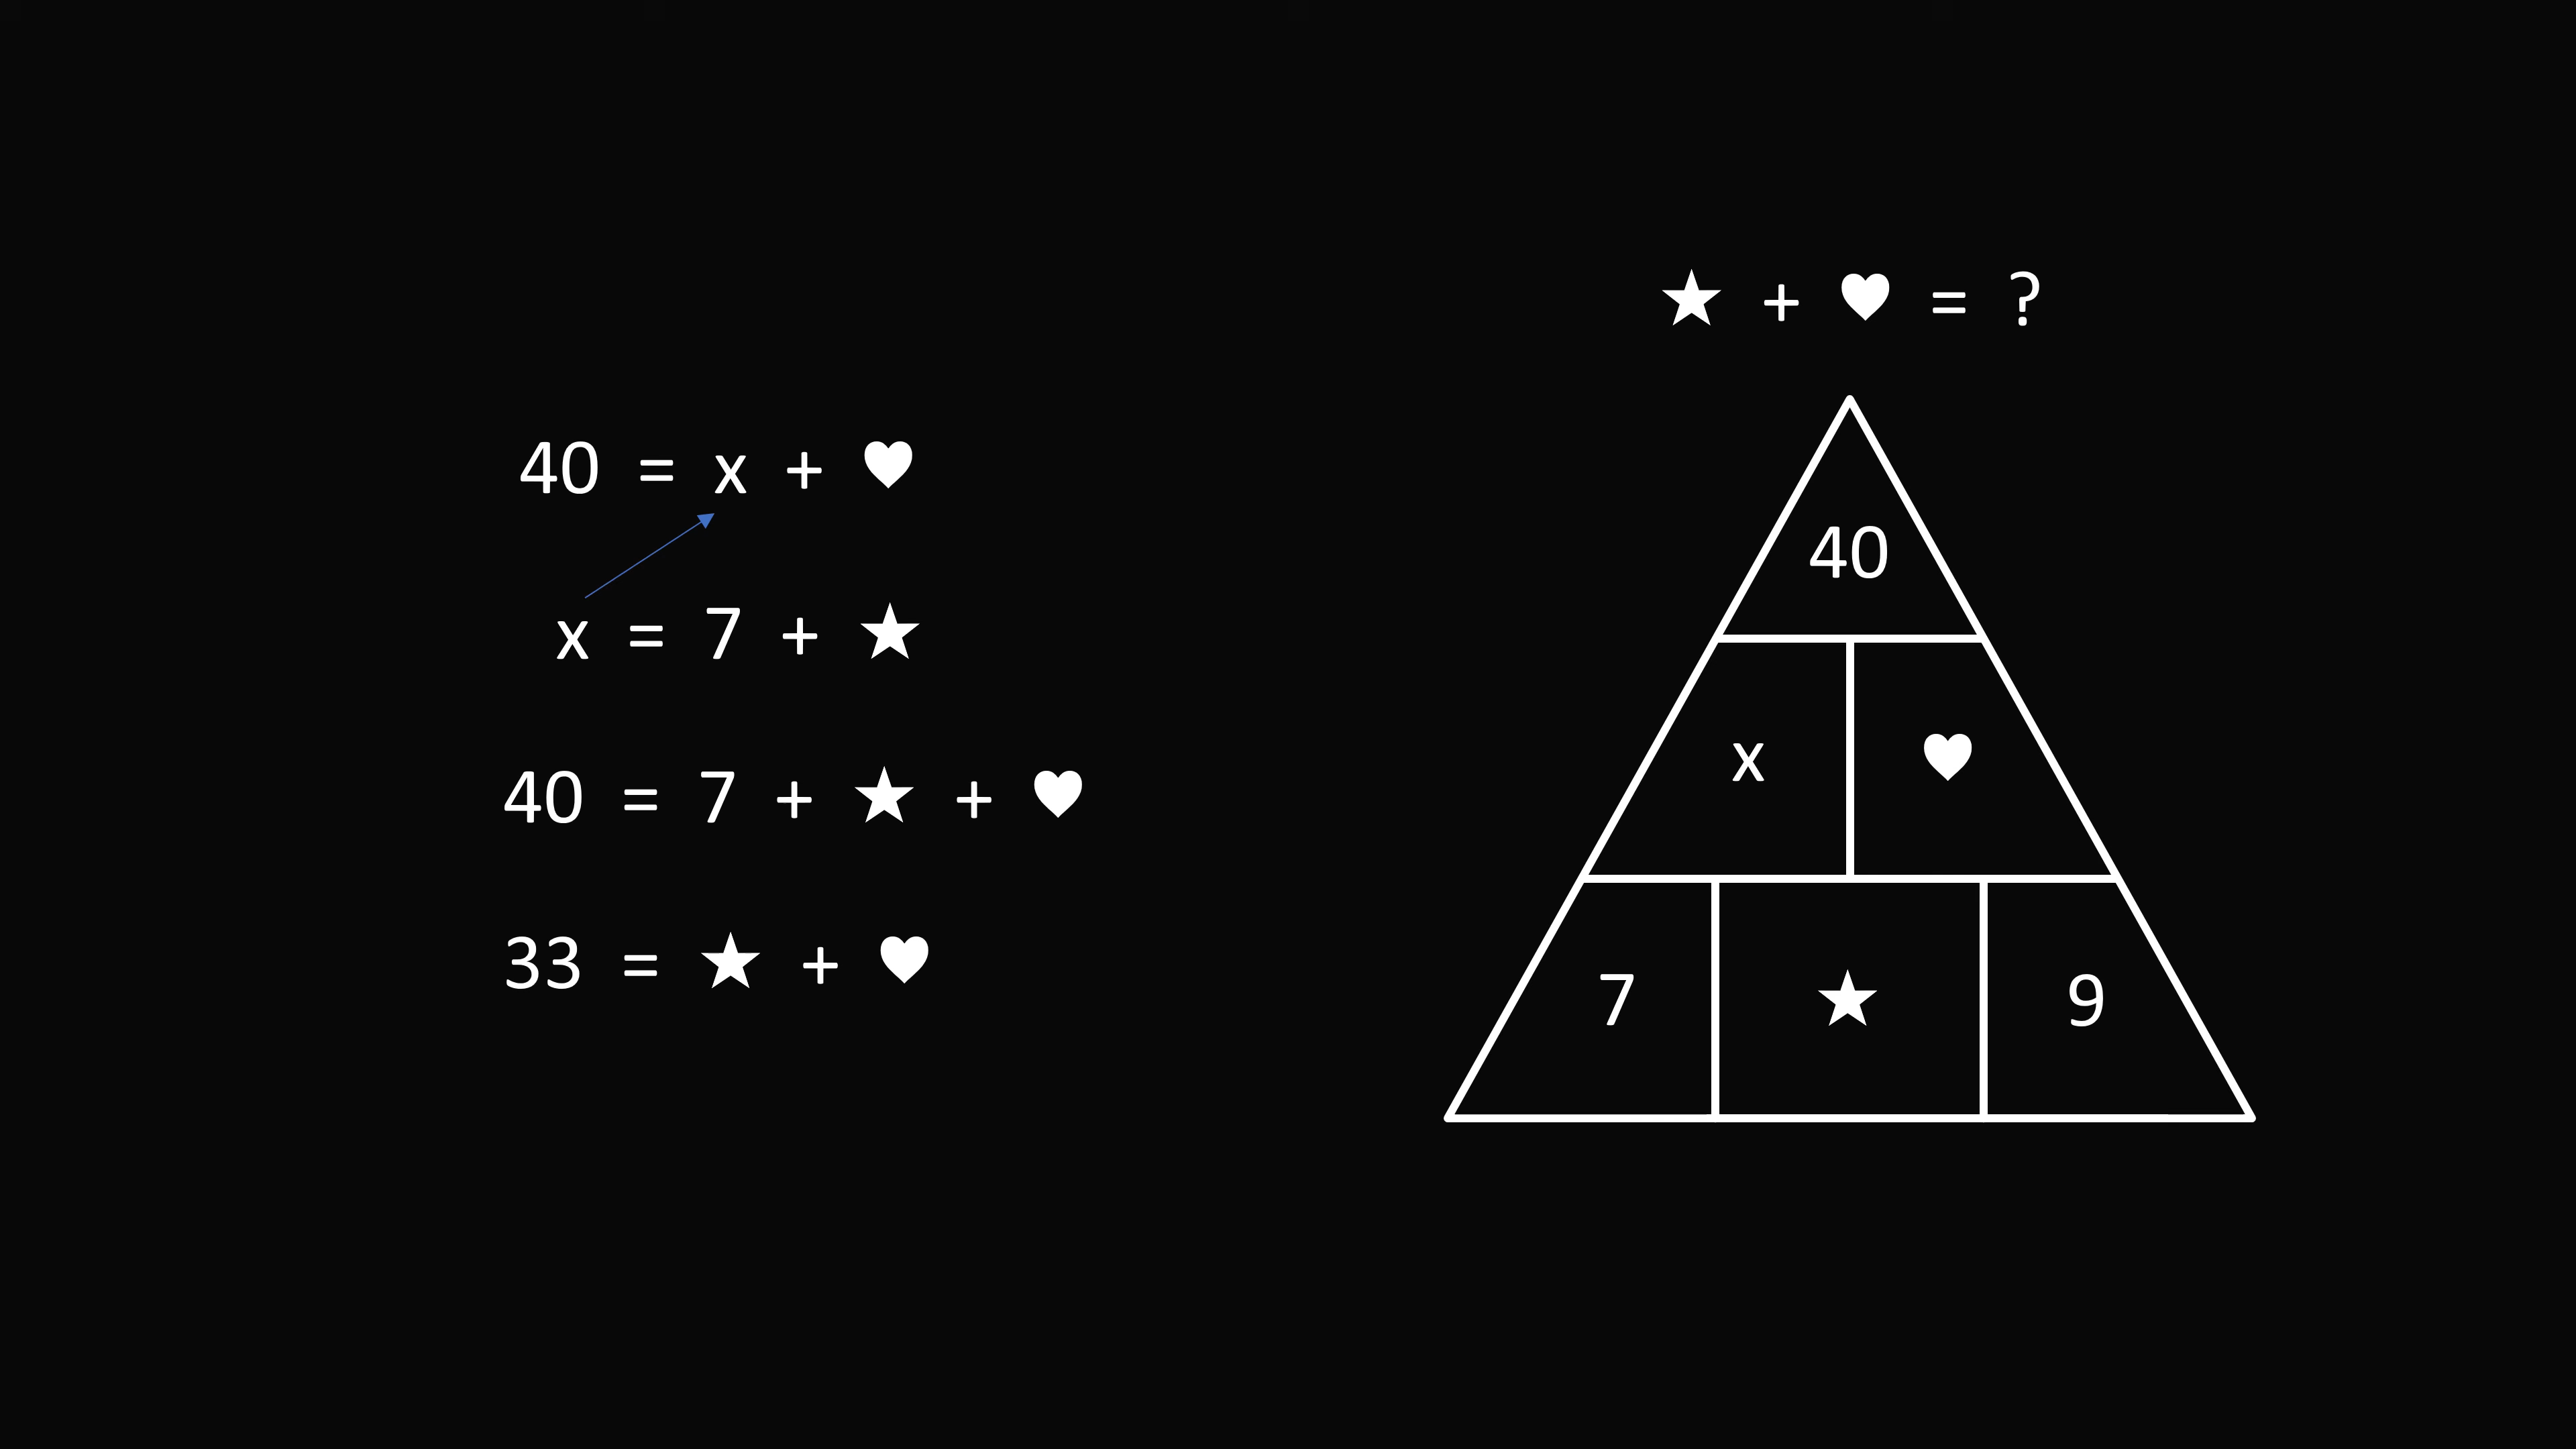 40 = x + ♥
x = 7 + ★
40 = 7 + ★ + ♥
33 = ★ + ♥
★ + ♥ = ?
40
x ♥
7 ★ 9